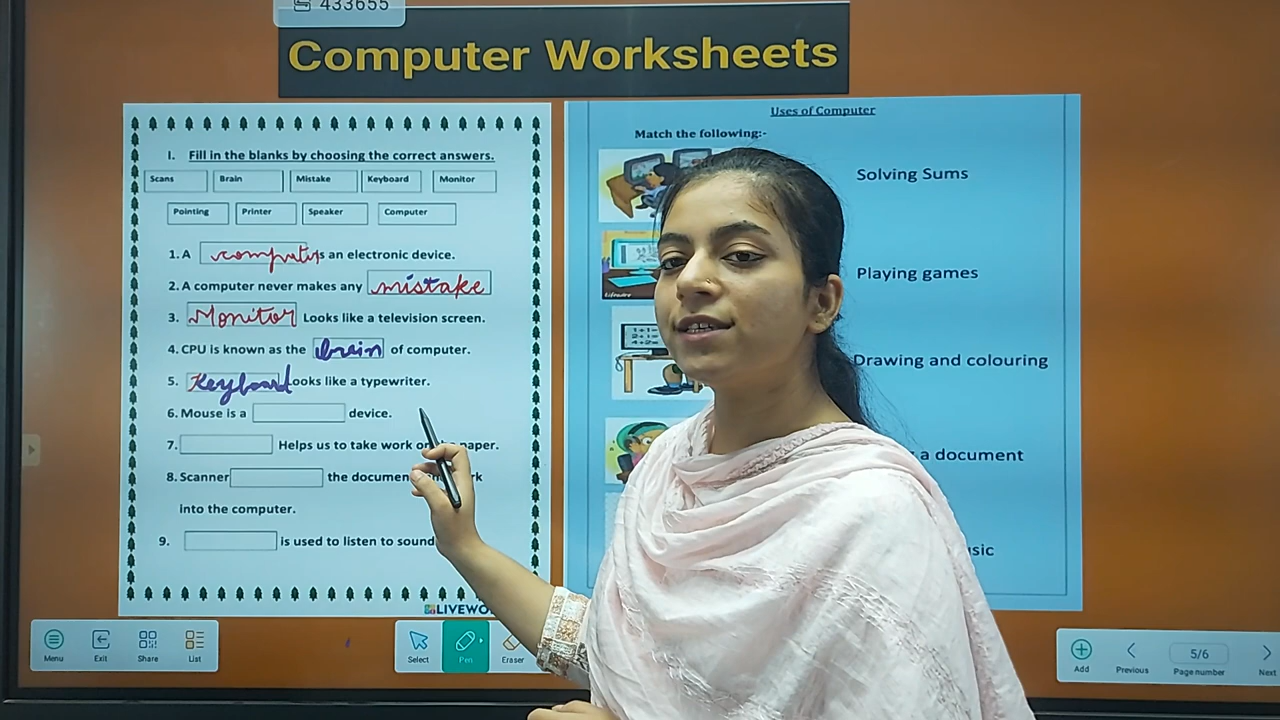 433655
Computer Worksheets
I. Fill in the blanks by choosing the correct answers.
Scans Brain Mistake Keyboard Monitor
Pointing Printer Speaker Computer
1. A computer is an electronic device.
2. A computer never makes any mistake
3. Monitor Looks like a television screen.
4. CPU is known as the brain of computer.
5. Keyboard Looks like a typewriter.
6. Mouse is a device.
7. Helps us to take work on the paper.
8. Scanner the document
into the computer.
9. is used to listen to sound
Uses of Computer
Match the following:-
Solving Sums
Playing games
Drawing and colouring
a document
Menu Exit Share List
Select Pen Eraser
Add Previous 5/6 Page number Next